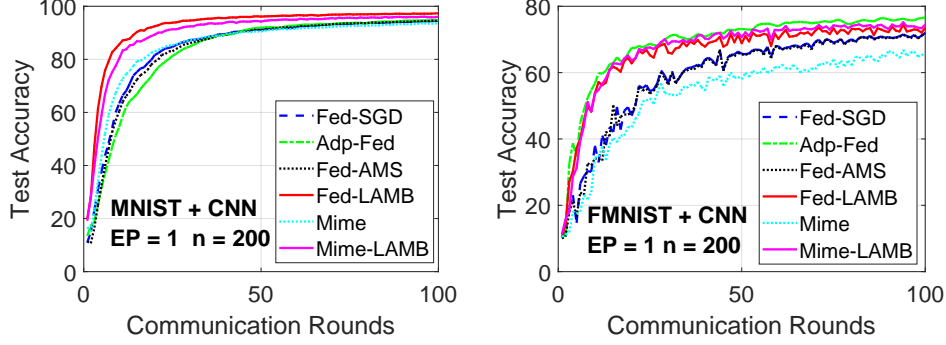 100
80
60
40
20
0
Test Accuracy
MNIST + CNN
EP = 1 n = 200
Fed-SGD
Adp-Fed
Fed-AMS
Fed-LAMB
Mime
Mime-LAMB
0
50
100
Communication Rounds
80
60
40
20
0
Test Accuracy
FMNIST + CNN
EP = 1 n = 200
Fed-SGD
Adp-Fed
Fed-AMS
Fed-LAMB
Mime
Mime-LAMB
0
50
100
Communication Rounds